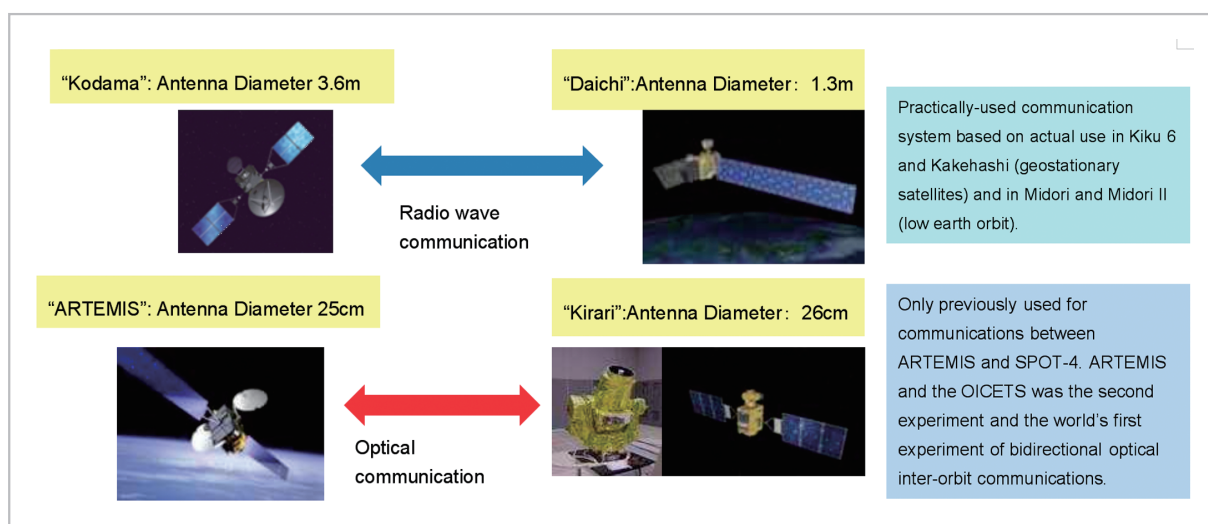 “Kodama”: Antenna Diameter 3.6m
“Daichi”:Antenna Diameter： 1.3m
Radio wave
communication
Practically-used communication
system based on actual use in Kiku 6
and Kakehashi (geostationary
satellites) and in Midori and Midori II
(low earth orbit).
“ARTEMIS”: Antenna Diameter 25cm
“Kirari”:Antenna Diameter： 26cm
Optical
communication
Only previously used for
communications between
ARTEMIS and SPOT-4. ARTEMIS
and the OICETS was the second
experiment and the world’s first
experiment of bidirectional optical
inter-orbit communications.